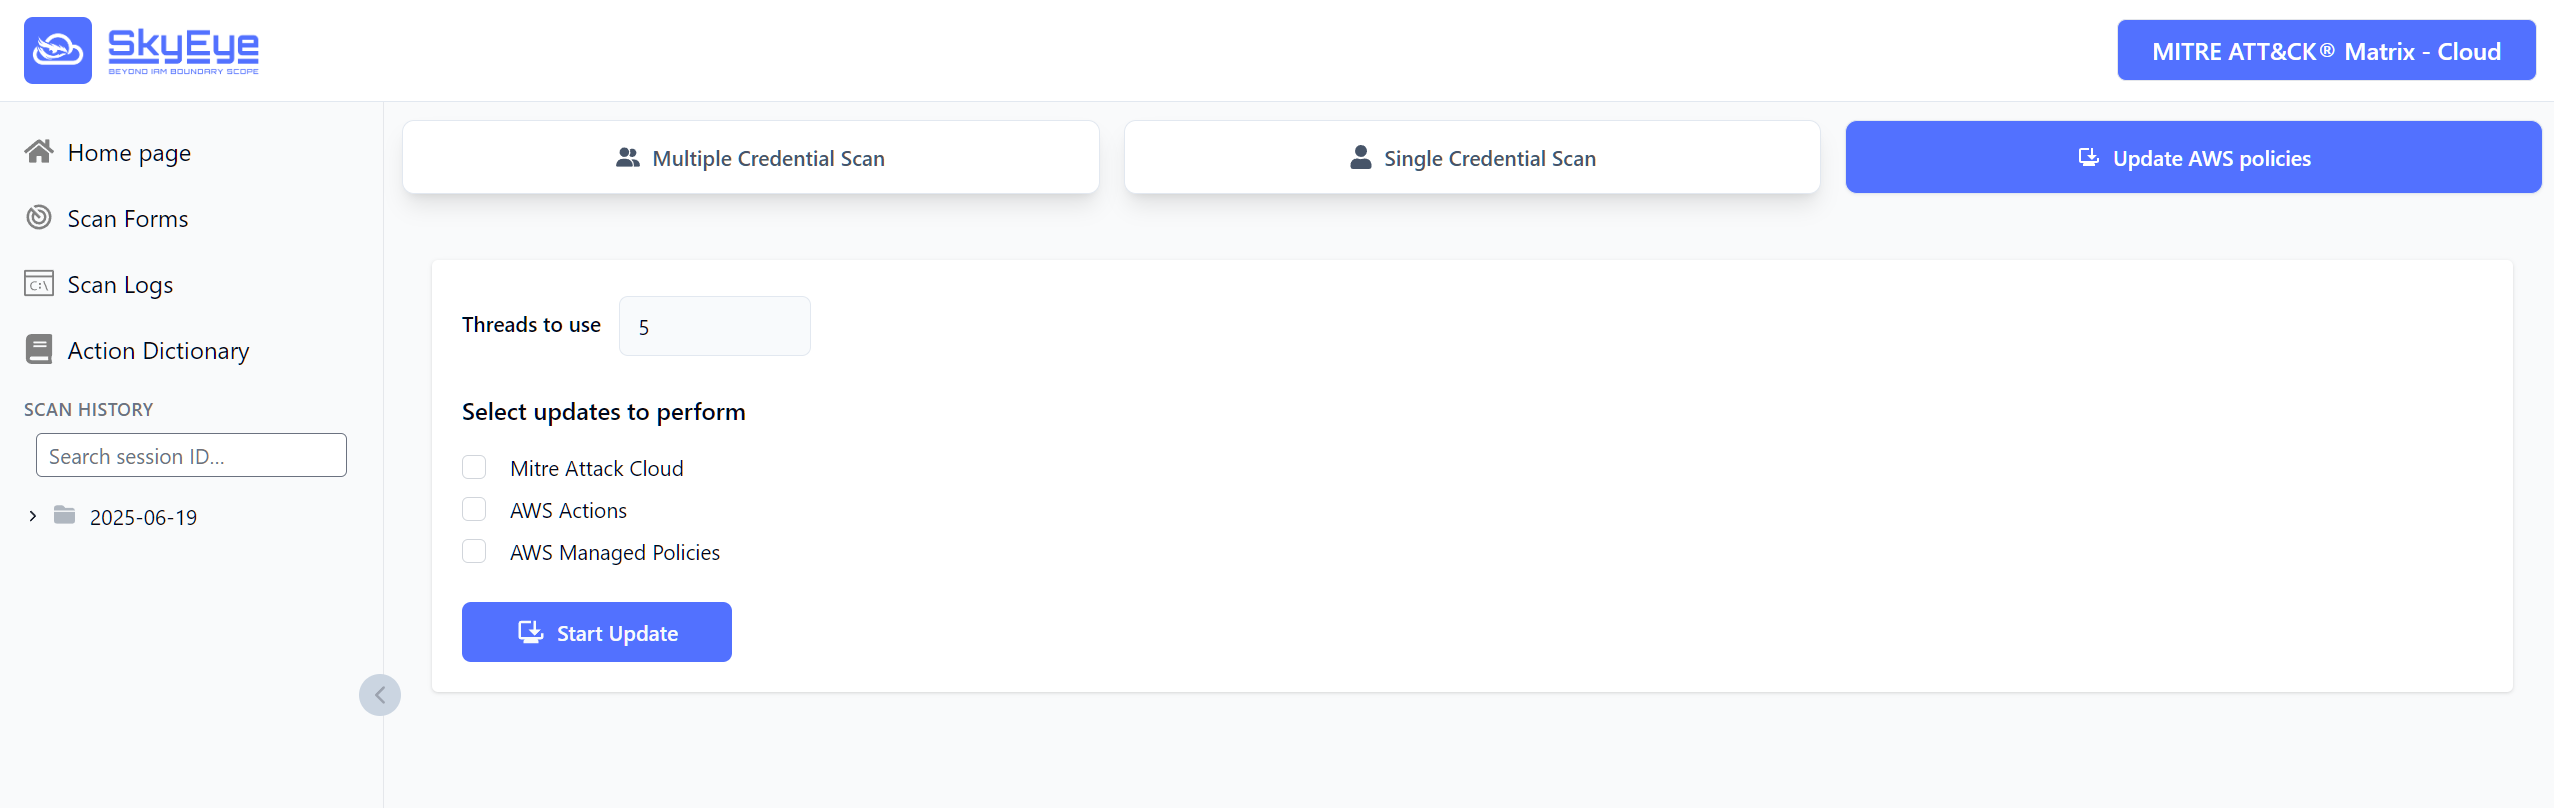 SkyEye
BEYOND IAM BOUNDARY SCOPE
MITRE ATT&CK® Matrix - Cloud
Home page
Scan Forms
C:\
Scan Logs
Action Dictionary
SCAN HISTORY
Search session ID...
2025-06-19
Multiple Credential Scan
Single Credential Scan
Update AWS policies
Threads to use
5
Select updates to perform
Mitre Attack Cloud
AWS Actions
AWS Managed Policies
Start Update